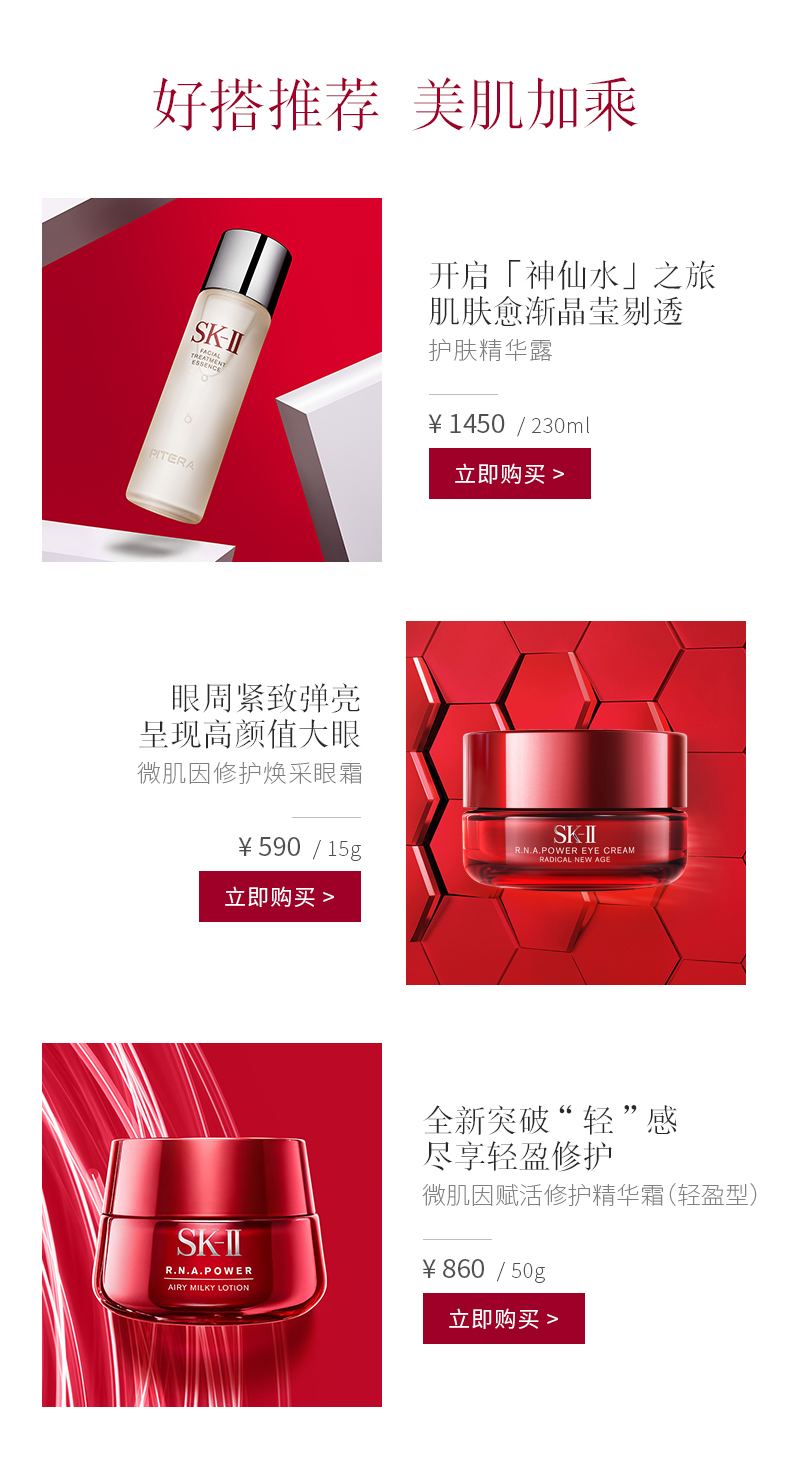 好搭推荐 美肌加乘
SK-II
FACIAL
TREATMENT
ESSENCE
PITERA
开启「神仙水」之旅
肌肤愈渐晶莹剔透
护肤精华露
¥ 1450 / 230ml
立即购买 >
眼周紧致弹亮
呈现高颜值大眼
微肌因修护焕采眼霜
¥ 590 / 15g
立即购买 >
SK-II
R.N.A.POWER EYE CREAM
RADICAL NEW AGE
SK-II
R.N.A.POWER
AIRY MILKY LOTION
全新突破“轻”感
尽享轻盈修护
微肌因赋活修护精华霜（轻盈型）
¥ 860 / 50g
立即购买 >